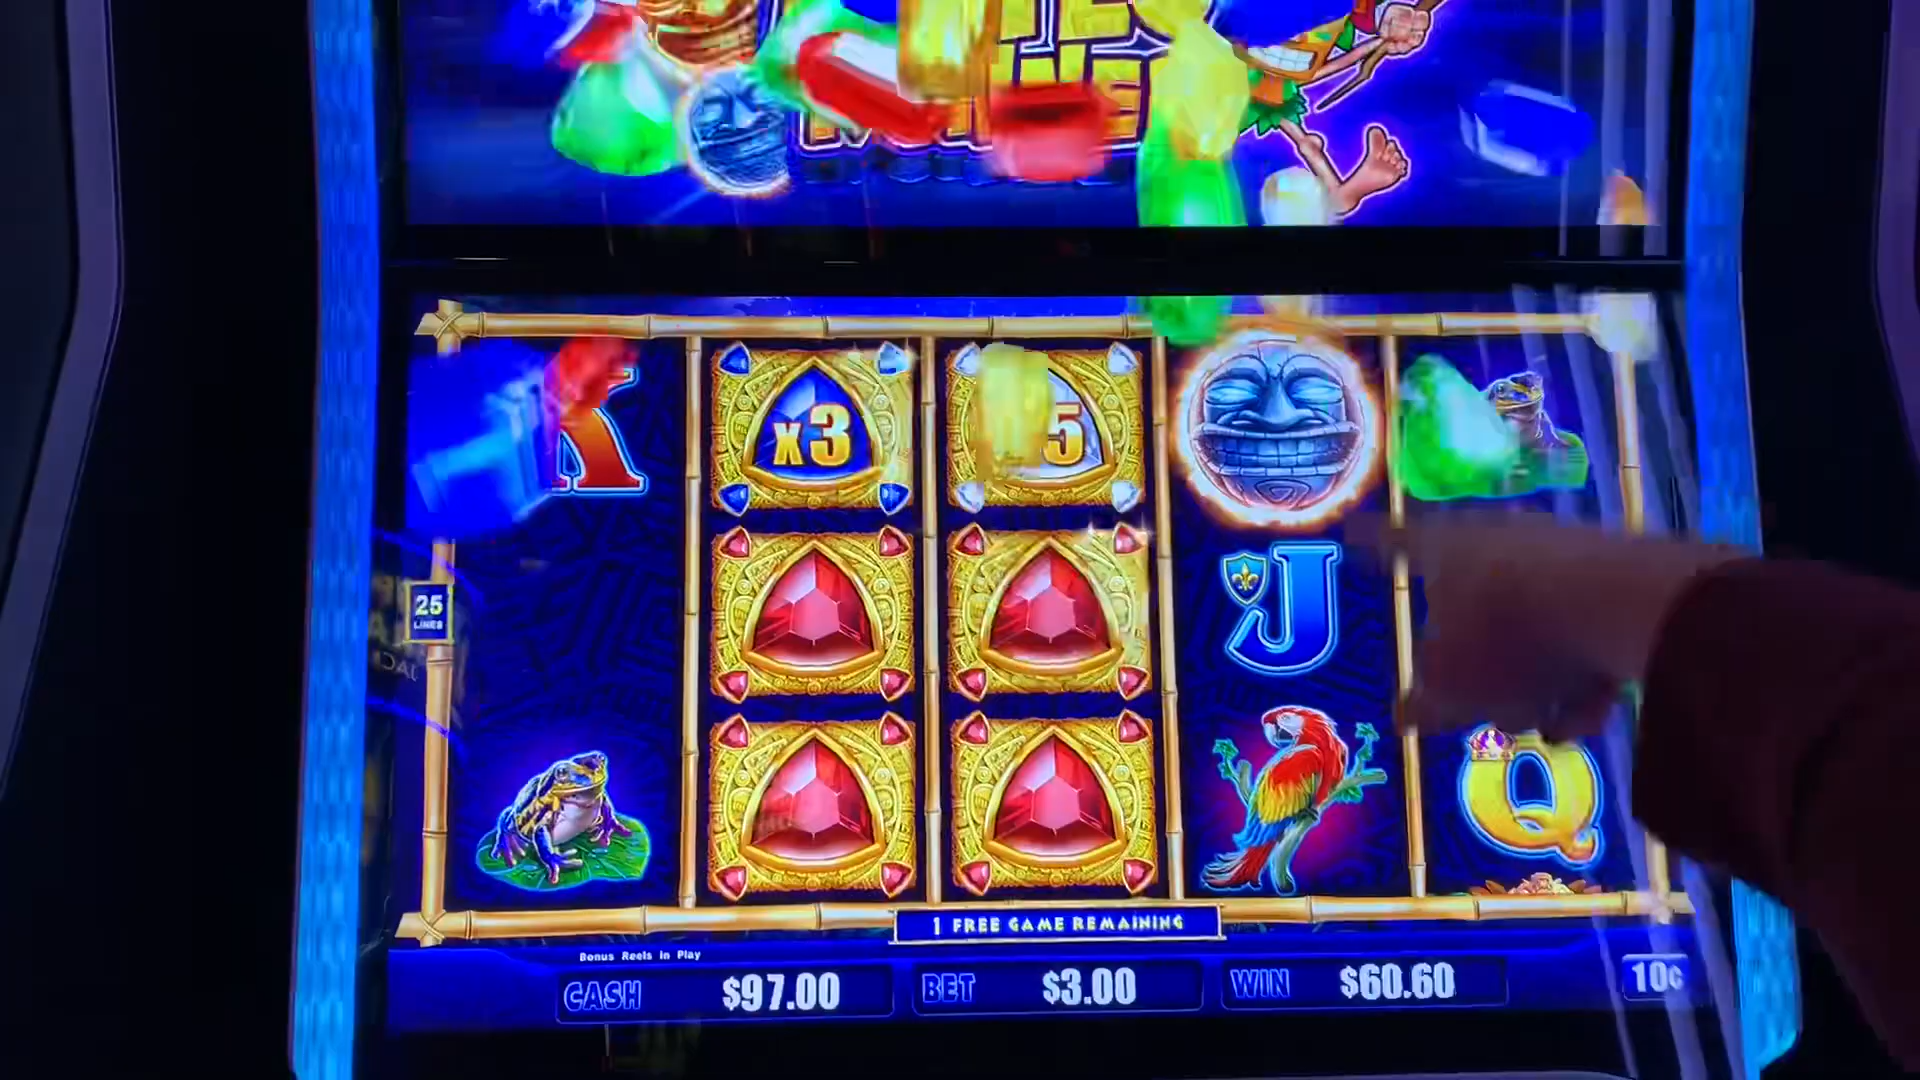 K
x3
5
25
LINES
J
Q
1 FREE GAME REMAINING
Bonus Reels in Play
CASH $97.00 BET $3.00 WIN $60.60 10¢